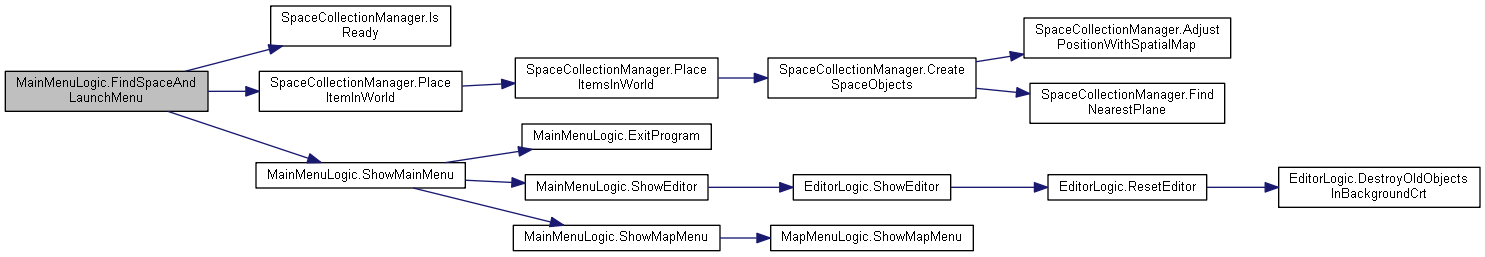 MainMenuLogic.FindSpaceAnd
LaunchMenu
SpaceCollectionManager.Is
Ready
SpaceCollectionManager.Place
ItemInWorld
SpaceCollectionManager.Place
ItemsInWorld
SpaceCollectionManager.Create
SpaceObjects
SpaceCollectionManager.Adjust
PositionWithSpatialMap
SpaceCollectionManager.Find
NearestPlane
MainMenuLogic.ShowMainMenu
MainMenuLogic.ExitProgram
MainMenuLogic.ShowEditor
EditorLogic.ShowEditor
EditorLogic.ResetEditor
EditorLogic.DestroyOldObjects
InBackgroundCrt
MainMenuLogic.ShowMapMenu
MapMenuLogic.ShowMapMenu